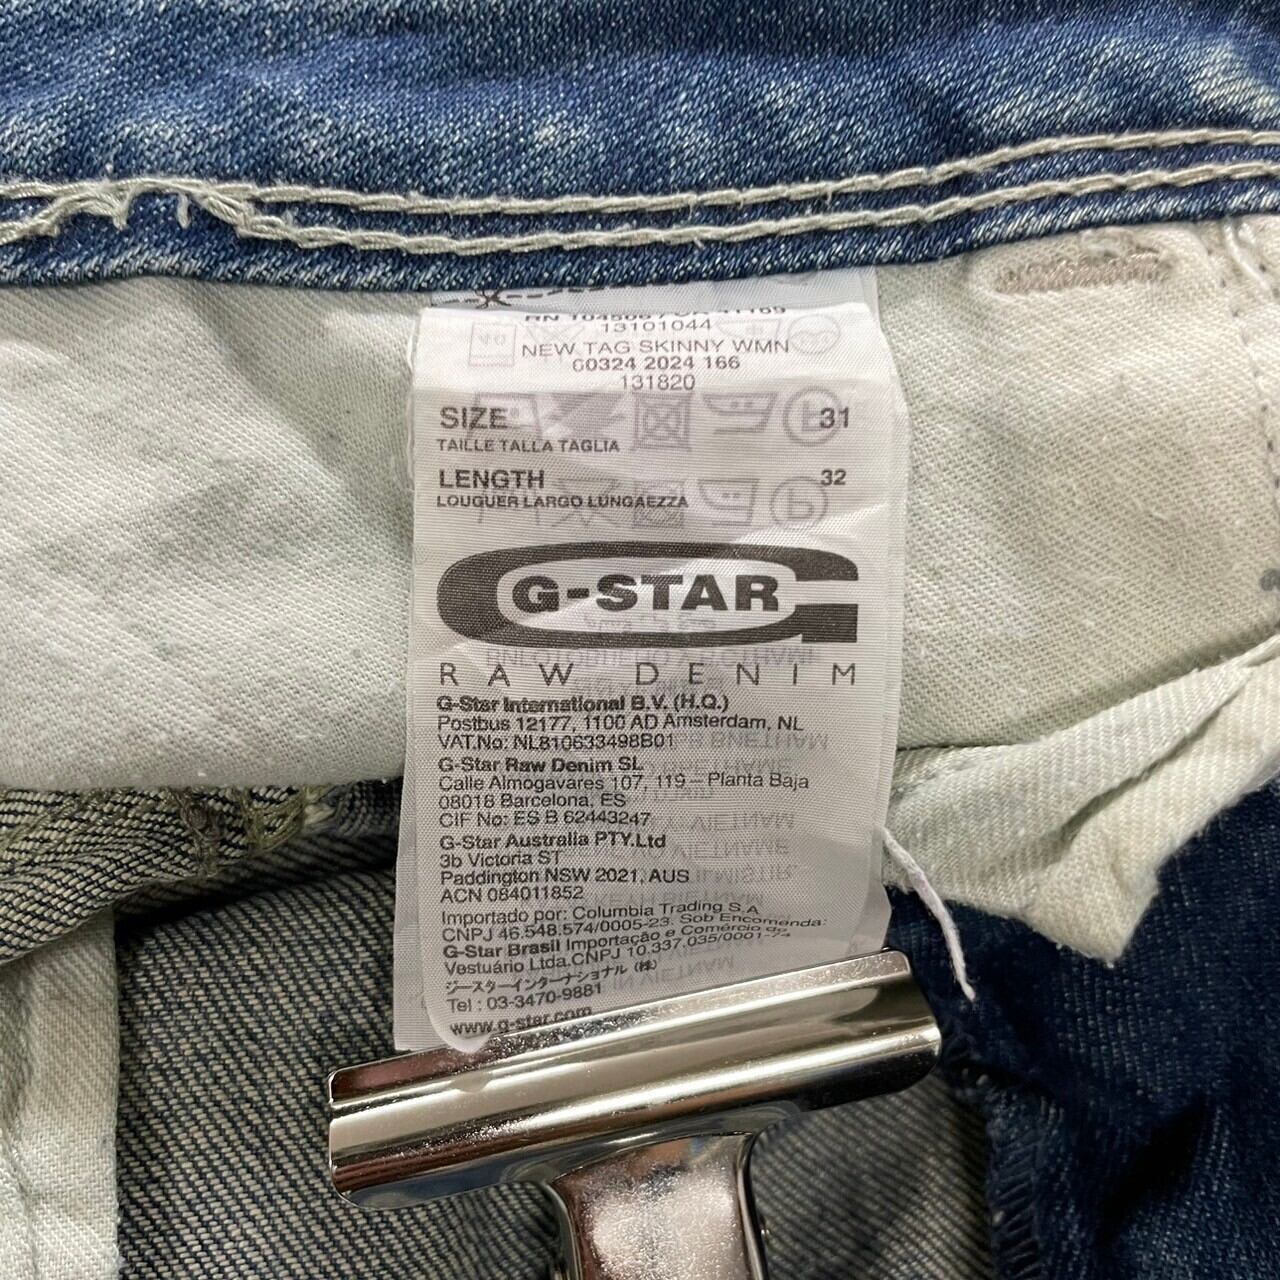 13101044
NEW TAG SKINNY WMN
60324 2024 166
131820
SIZE 31
TAILLE TALLA TAGLIA
LENGTH 32
LOUGUER LARGO LUNGAEZZA
G-STAR
RAW DENIM
G-Star International B.V. (H.Q.)
Postbus 12177, 1100 AD Amsterdam, NL
VAT.No: NL810633498B01
G-Star Raw Denim SL
Calle Almogavares 107, 119 – Planta Baja
08018 Barcelona, ES
CIF No: ES B 62443247
G-Star Australia PTY.Ltd
3b Victoria ST
Paddington NSW 2021, AUS
ACN 084011852
Importado por: Columbia Trading S.A.
CNPJ 46.548.574/0005-23. Sob Encomenda:
G-Star Brasil Importação e Comércio de
Vestuário Ltda.CNPJ 10.337.035/0001-
ジースターインターナショナル (株)
Tel : 03-3470-9881
www.g-star.com